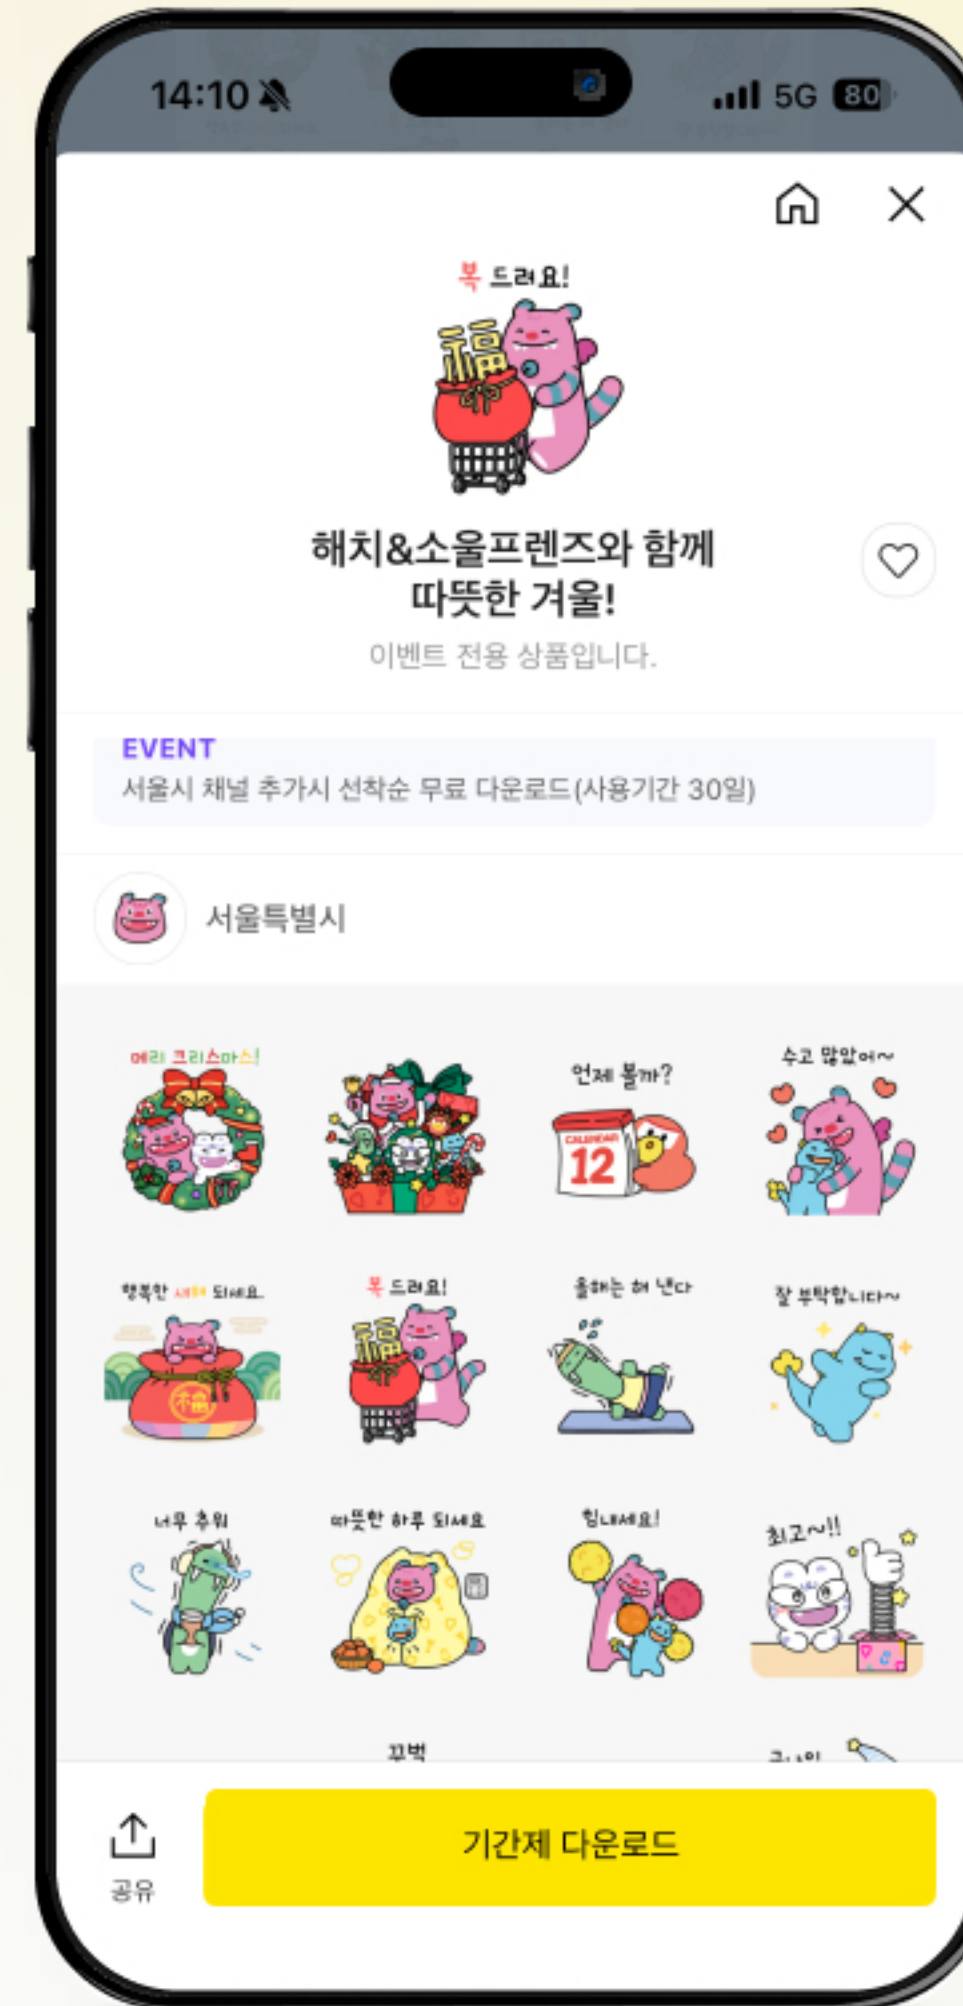 14:10
5G 80
복 드려요!
福
해치&소울프렌즈와 함께
따뜻한 겨울!
이벤트 전용 상품입니다.
EVENT
서울시 채널 추가시 선착순 무료 다운로드(사용기간 30일)
서울특별시
메리 크리스마스!
언제 볼까?
CALENDAR
12
수고 많았어~
행복한 새해 되세요.
福
복 드려요!
福
올해는 해 낸다
잘 부탁합니다~
너무 추워
따뜻한 하루 되세요
힘내세요!
최고~!!
꾸벅
기간제 다운로드
공유